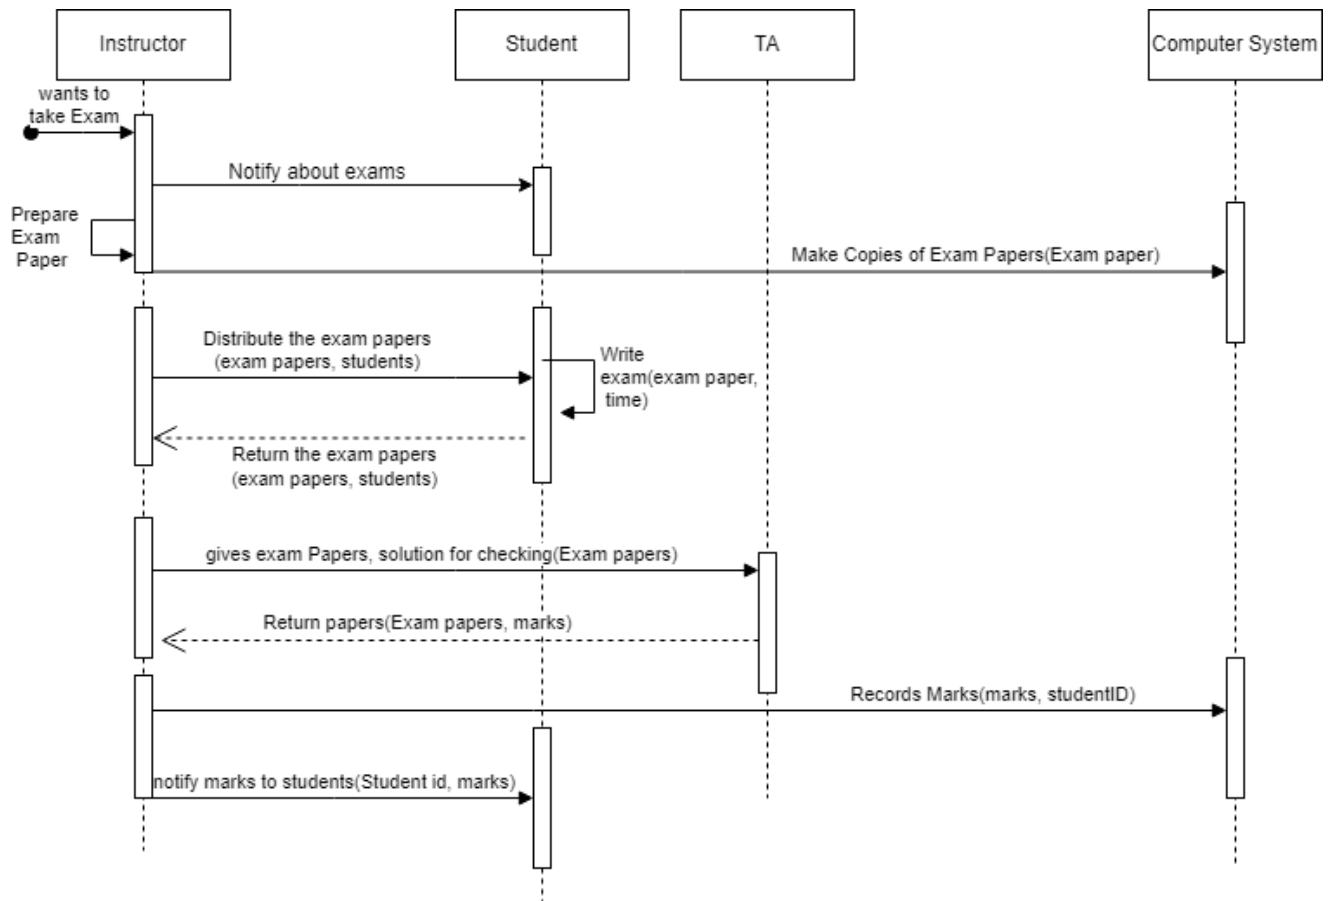 Instructor
Student
TA
Computer System
wants to
take Exam
Notify about exams
Prepare
Exam
Paper
Make Copies of Exam Papers(Exam paper)
Distribute the exam papers
(exam papers, students)
Write
exam(exam paper,
time)
Return the exam papers
(exam papers, students)
gives exam Papers, solution for checking(Exam papers)
Return papers(Exam papers, marks)
Records Marks(marks, studentID)
notify marks to students(Student id, marks)